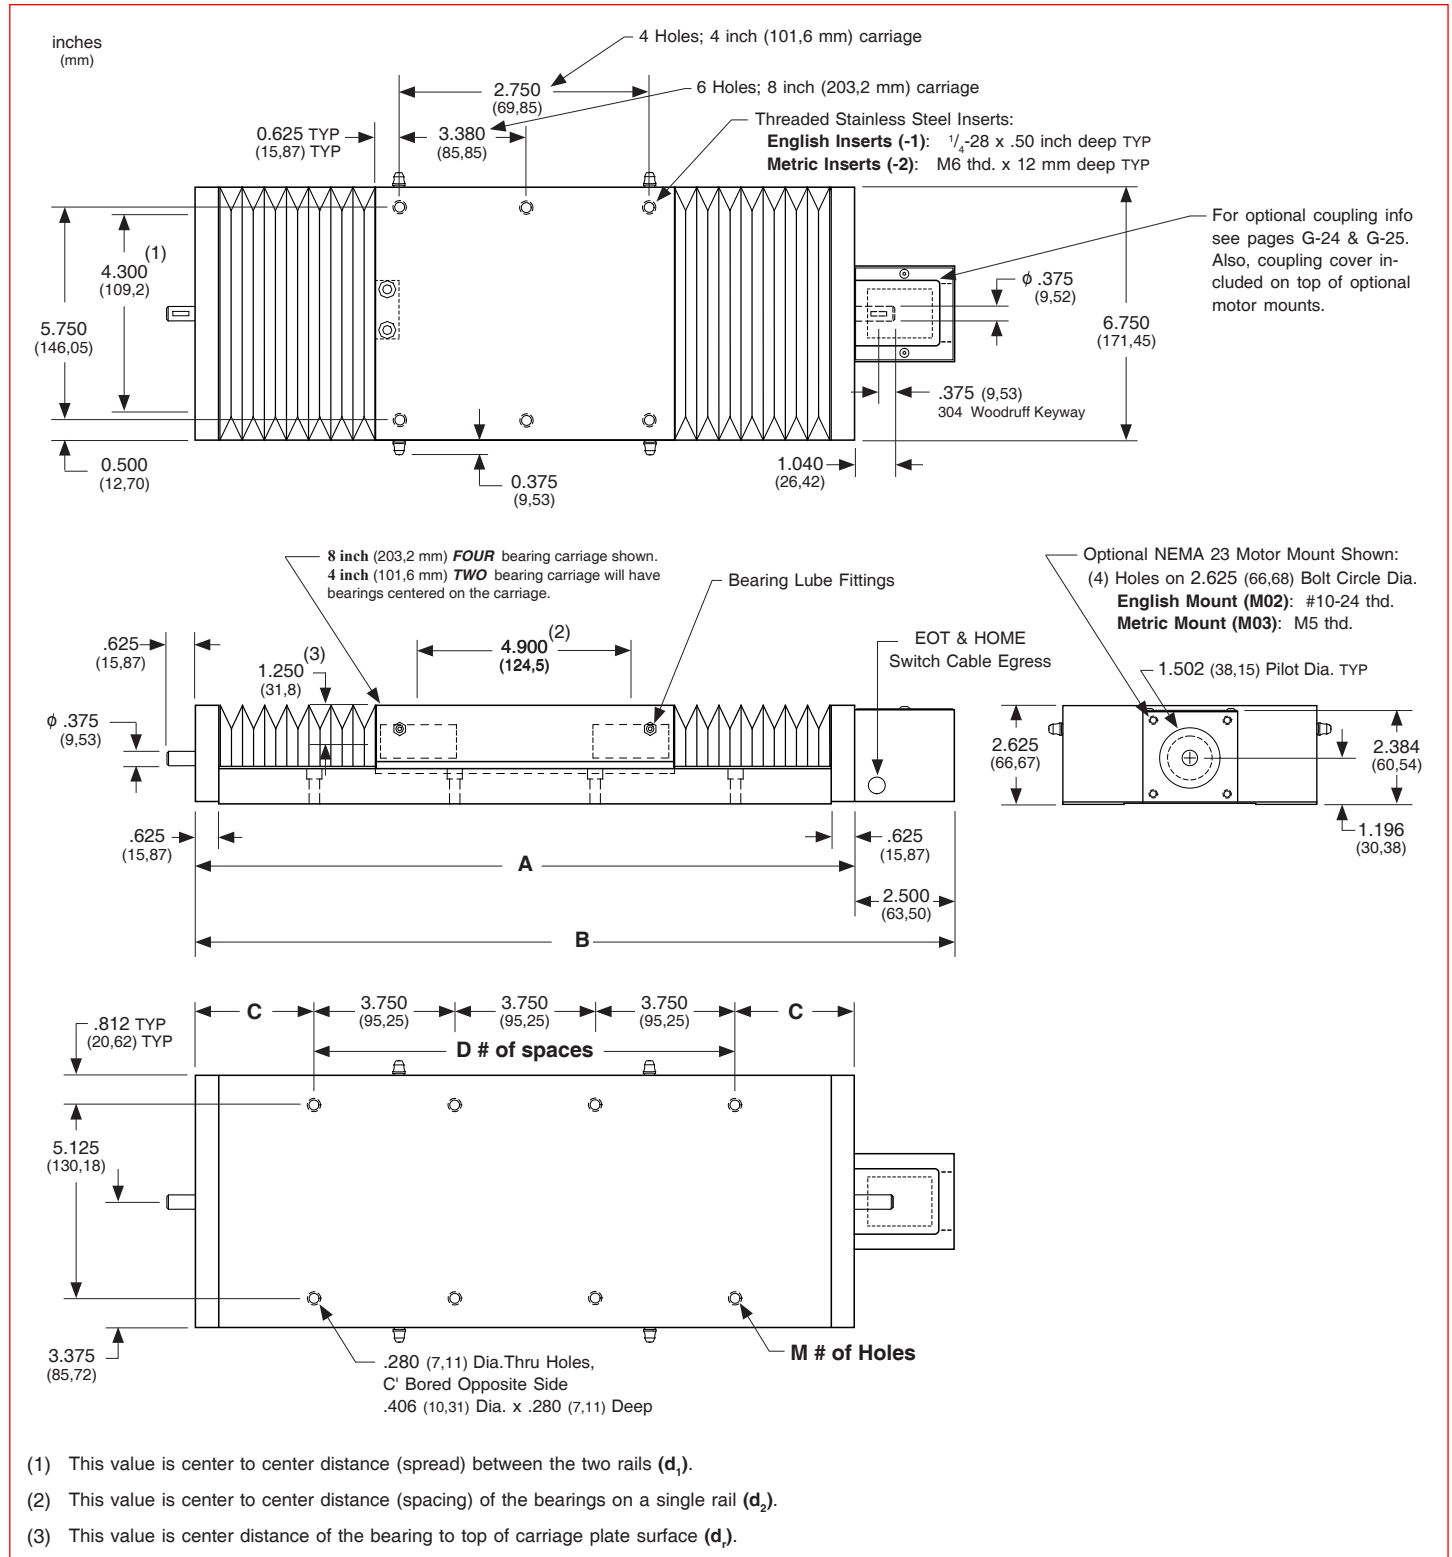 inches
(mm)
4 Holes; 4 inch (101,6 mm) carriage
2.750
(69,85)
6 Holes; 8 inch (203,2 mm) carriage
0.625 TYP
(15,87) TYP
3.380
(85,85)
Threaded Stainless Steel Inserts:
English Inserts (-1): 1/4-28 x .50 inch deep TYP
Metric Inserts (-2): M6 thd. x 12 mm deep TYP
For optional coupling info
see pages G-24 & G-25.
Also, coupling cover in-
cluded on top of optional
motor mounts.
4.300 (1)
(109,2)
5.750
(146,05)
ϕ .375
(9,52)
6.750
(171,45)
.375 (9,53)
304 Woodruff Keyway
0.500
(12,70)
0.375
(9,53)
1.040
(26,42)
8 inch (203,2 mm) FOUR bearing carriage shown.
4 inch (101,6 mm) TWO bearing carriage will have
bearings centered on the carriage.
Bearing Lube Fittings
Optional NEMA 23 Motor Mount Shown:
(4) Holes on 2.625 (66,68) Bolt Circle Dia.
English Mount (M02): #10-24 thd.
Metric Mount (M03): M5 thd.
.625
(15,87)
1.250 (3)
(31,8)
4.900 (2)
(124,5)
EOT & HOME
Switch Cable Egress
1.502 (38,15) Pilot Dia. TYP
ϕ .375
(9,53)
2.625
(66,67)
2.384
(60,54)
1.196
(30,38)
.625
(15,87)
.625
(15,87)
A
2.500
(63,50)
B
C
3.750
(95,25)
3.750
(95,25)
3.750
(95,25)
C
.812 TYP
(20,62) TYP
D # of spaces
5.125
(130,18)
3.375
(85,72)
.280 (7,11) Dia.Thru Holes,
C' Bored Opposite Side
.406 (10,31) Dia. x .280 (7,11) Deep
M # of Holes
(1) This value is center to center distance (spread) between the two rails (d₁).
(2) This value is center to center distance (spacing) of the bearings on a single rail (d₂).
(3) This value is center distance of the bearing to top of carriage plate surface (dᵣ).